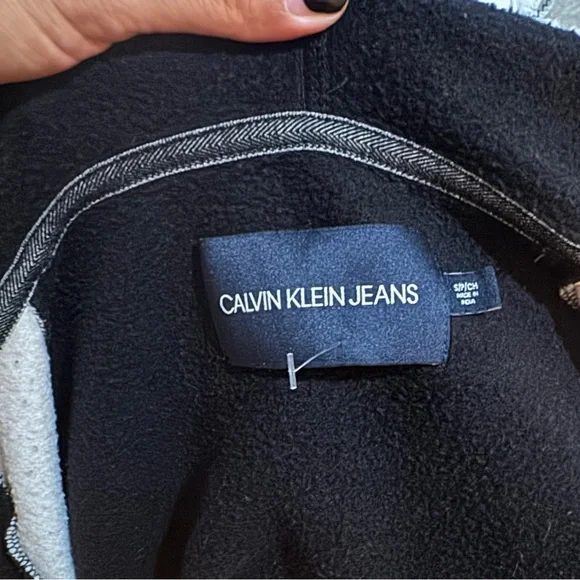 CALVIN KLEIN JEANS
S/P/CH
MADE IN
INDIA